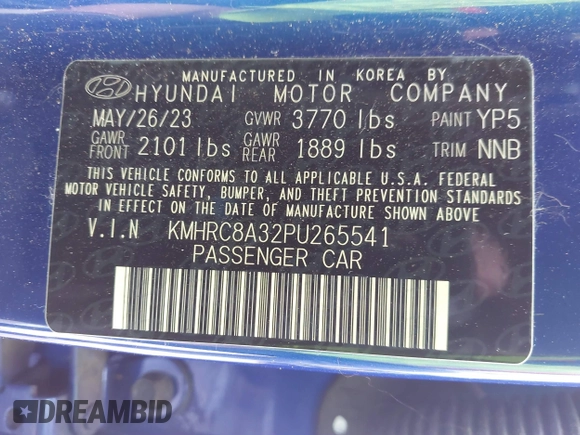 MANUFACTURED IN KOREA BY
HYUNDAI MOTOR COMPANY
MAY/26/23 GVWR 3770 lbs PAINT YP5
GAWR FRONT 2101 lbs GAWR REAR 1889 lbs TRIM NNB
THIS VEHICLE CONFORMS TO ALL APPLICABLE U.S.A. FEDERAL
MOTOR VEHICLE SAFETY, BUMPER, AND THEFT PREVENTION STANDARDS
IN EFFECT ON THE DATE OF MANUFACTURE SHOWN ABOVE.
V.I.N KMHRC8A32PU265541
PASSENGER CAR
DREAMBID